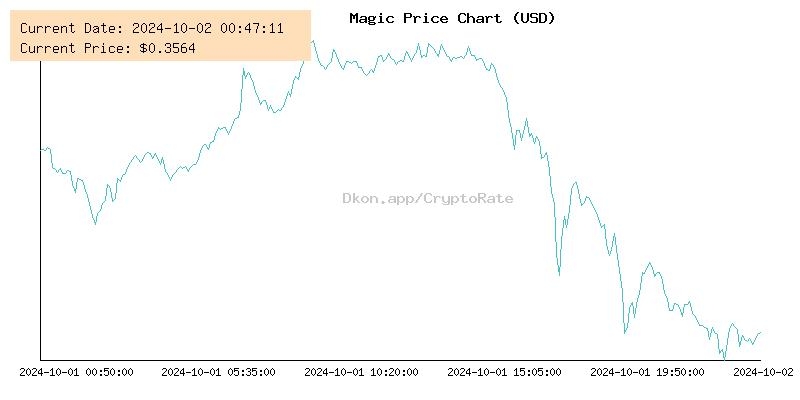 Magic Price Chart (USD)
Current Date: 2024-10-02 00:47:11
Current Price: $0.3564
Dkon.app/CryptoRate
2024-10-01 00:50:00 2024-10-01 05:35:00 2024-10-01 10:20:00 2024-10-01 15:05:00 2024-10-01 19:50:00 2024-10-02